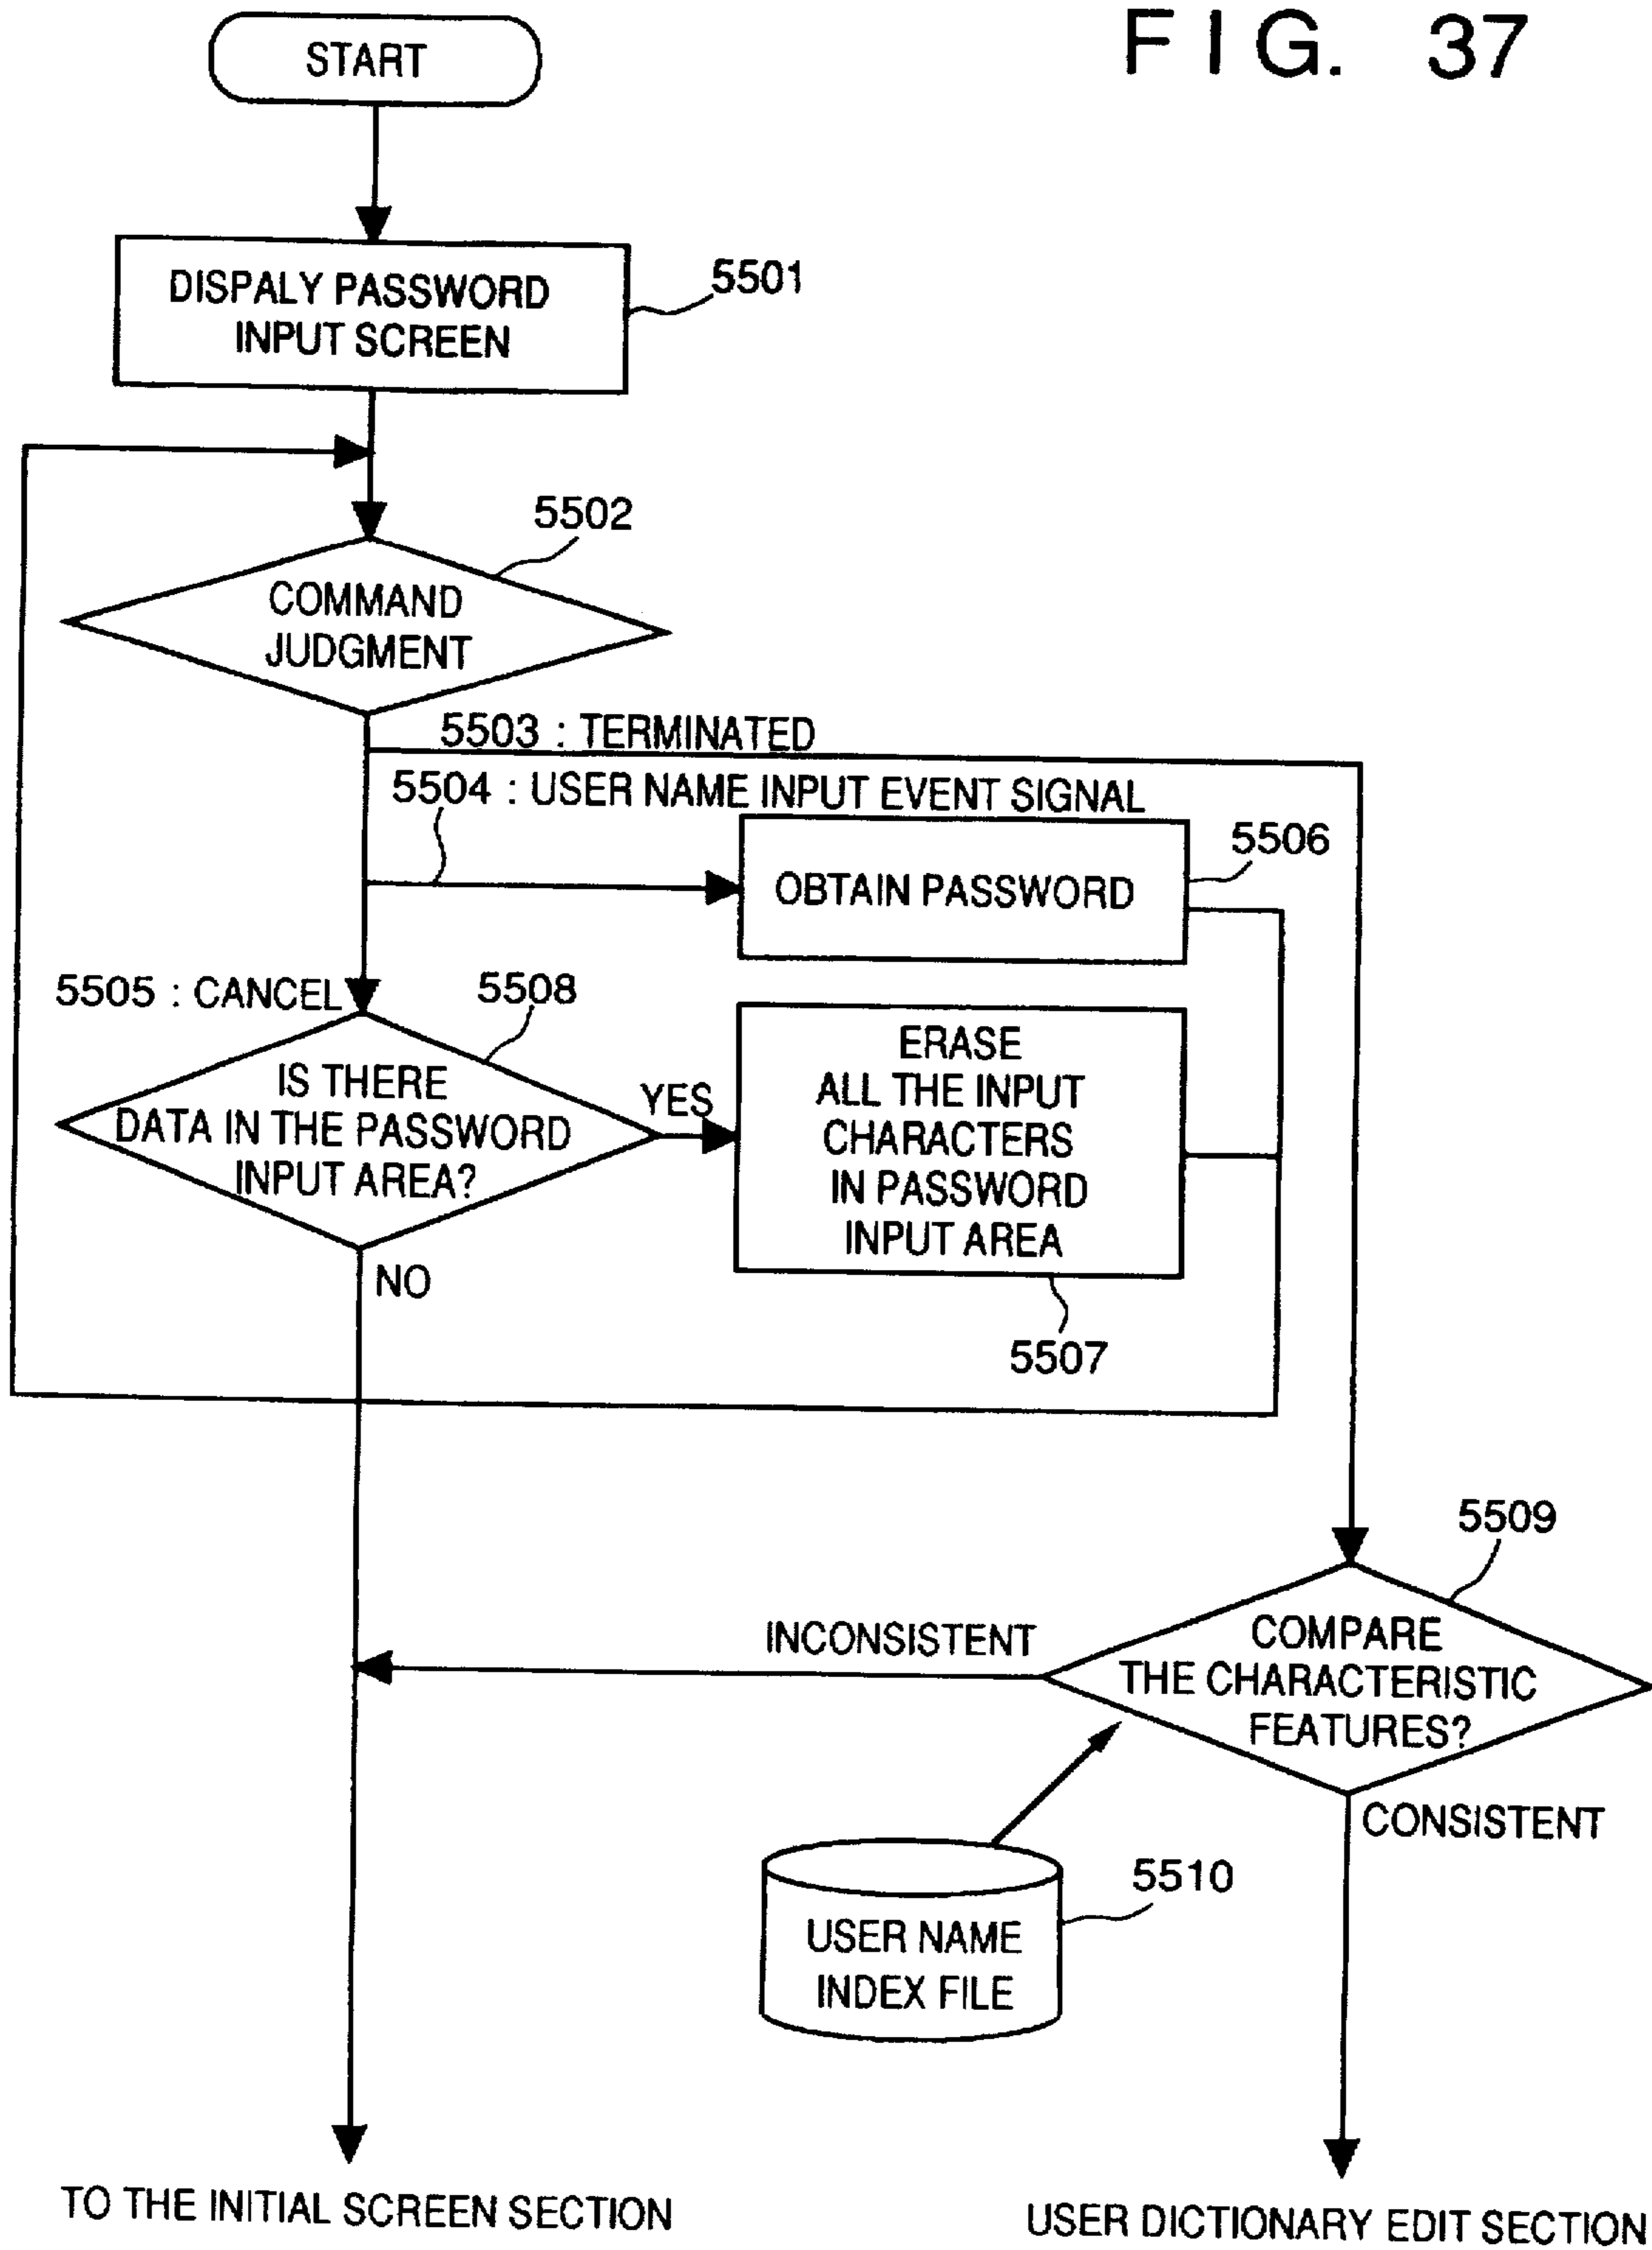 FIG. 37
START
DISPALY PASSWORD
INPUT SCREEN
5501
5502
COMMAND
JUDGMENT
5503 : TERMINATED
5504 : USER NAME INPUT EVENT SIGNAL
5506
OBTAIN PASSWORD
5505 : CANCEL
5508
IS THERE
DATA IN THE PASSWORD
INPUT AREA?
YES
ERASE
ALL THE INPUT
CHARACTERS
IN PASSWORD
INPUT AREA
NO
5507
5509
INCONSISTENT
COMPARE
THE CHARACTERISTIC
FEATURES?
CONSISTENT
5510
USER NAME
INDEX FILE
TO THE INITIAL SCREEN SECTION
USER DICTIONARY EDIT SECTION